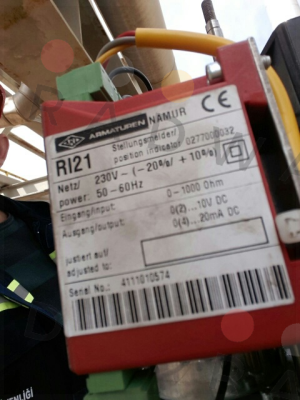 ARMATUREN NAMUR CE
RI21 Stellungsmelder/
position indicator 0277000032
Netz/ 230V ~ (-20%/ +10%)
power: 50-60Hz
Eingang/input: 0-1000 Ohm
Ausgang/output: 0(2)...10V DC
0(4)...20mA DC
justiert auf/
adjusted to:
Serial No.: 4111010574